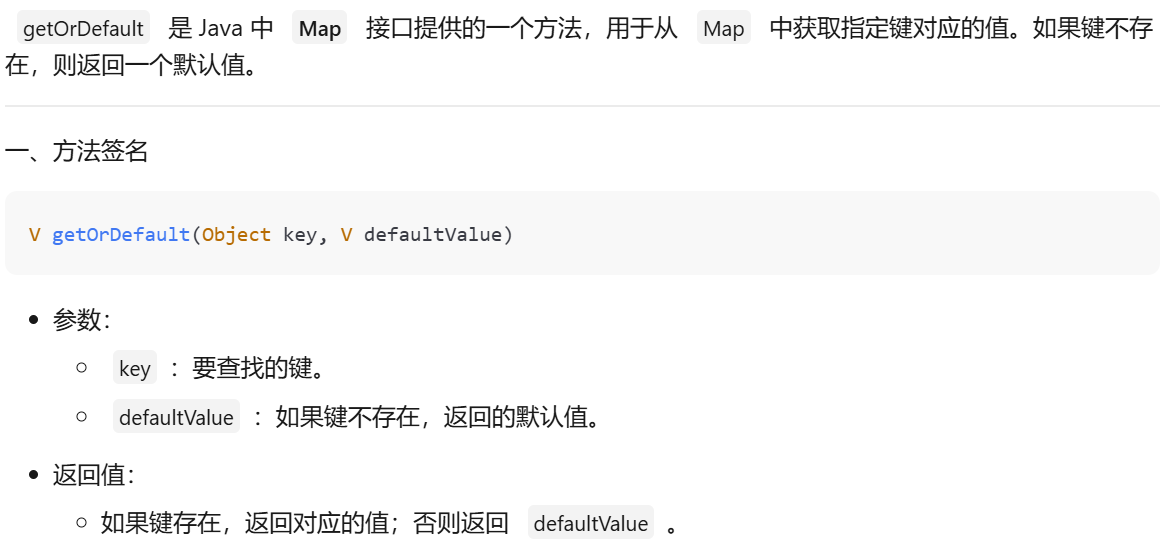 getOrDefault 是 Java 中 Map 接口提供的一个方法，用于从 Map 中获取指定键对应的值。如果键不存
在，则返回一个默认值。
一、方法签名
V getOrDefault(Object key, V defaultValue)
参数：
key ：要查找的键。
defaultValue ：如果键不存在，返回的默认值。
返回值：
如果键存在，返回对应的值；否则返回 defaultValue 。